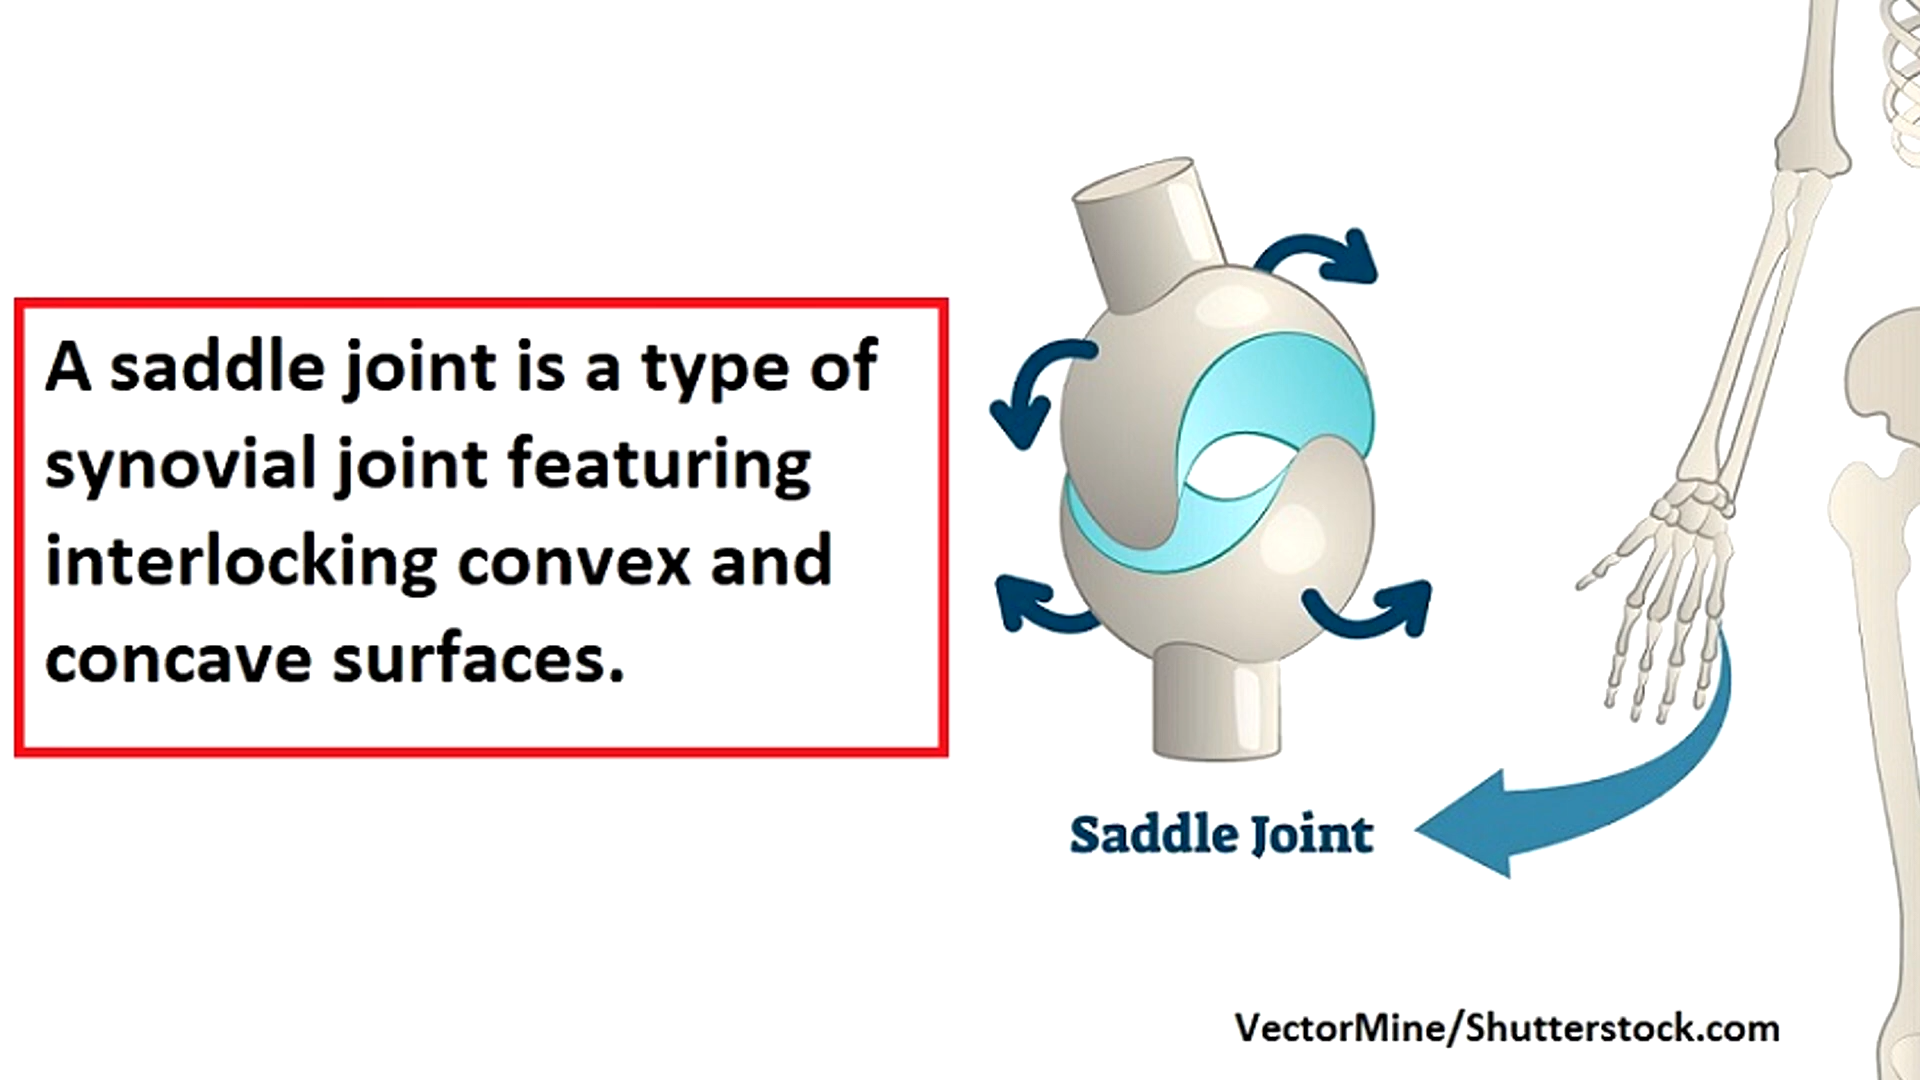 A saddle joint is a type of
synovial joint featuring
interlocking convex and
concave surfaces.
Saddle Joint
VectorMine/Shutterstock.com